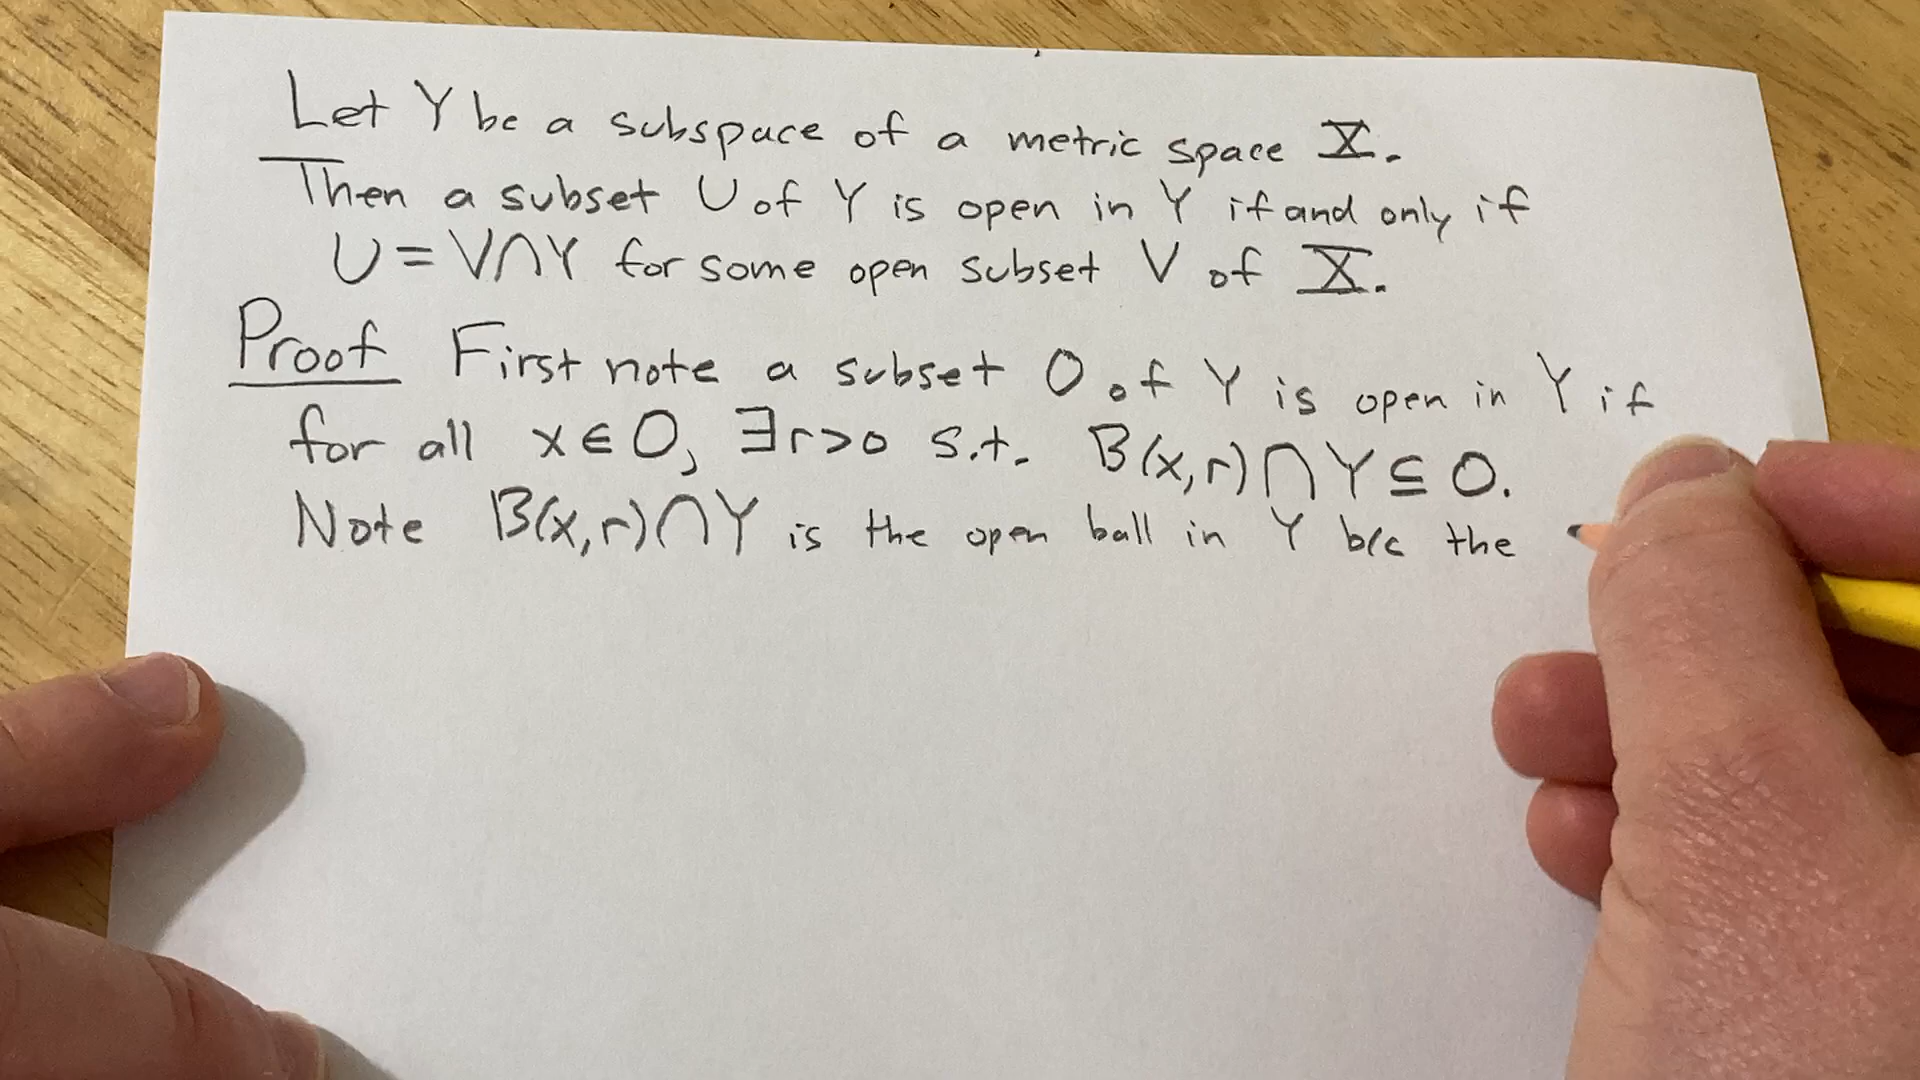 Let Y be a subspace of a metric space X.
Then a subset U of Y is open in Y if and only if
U = V∩Y for some open subset V of X.
Proof First note a subset O of Y is open in Y if
for all x∈O, ∃r>0 s.t. B(x,r)∩Y⊆O.
Note B(x,r)∩Y is the open ball in Y b/c the